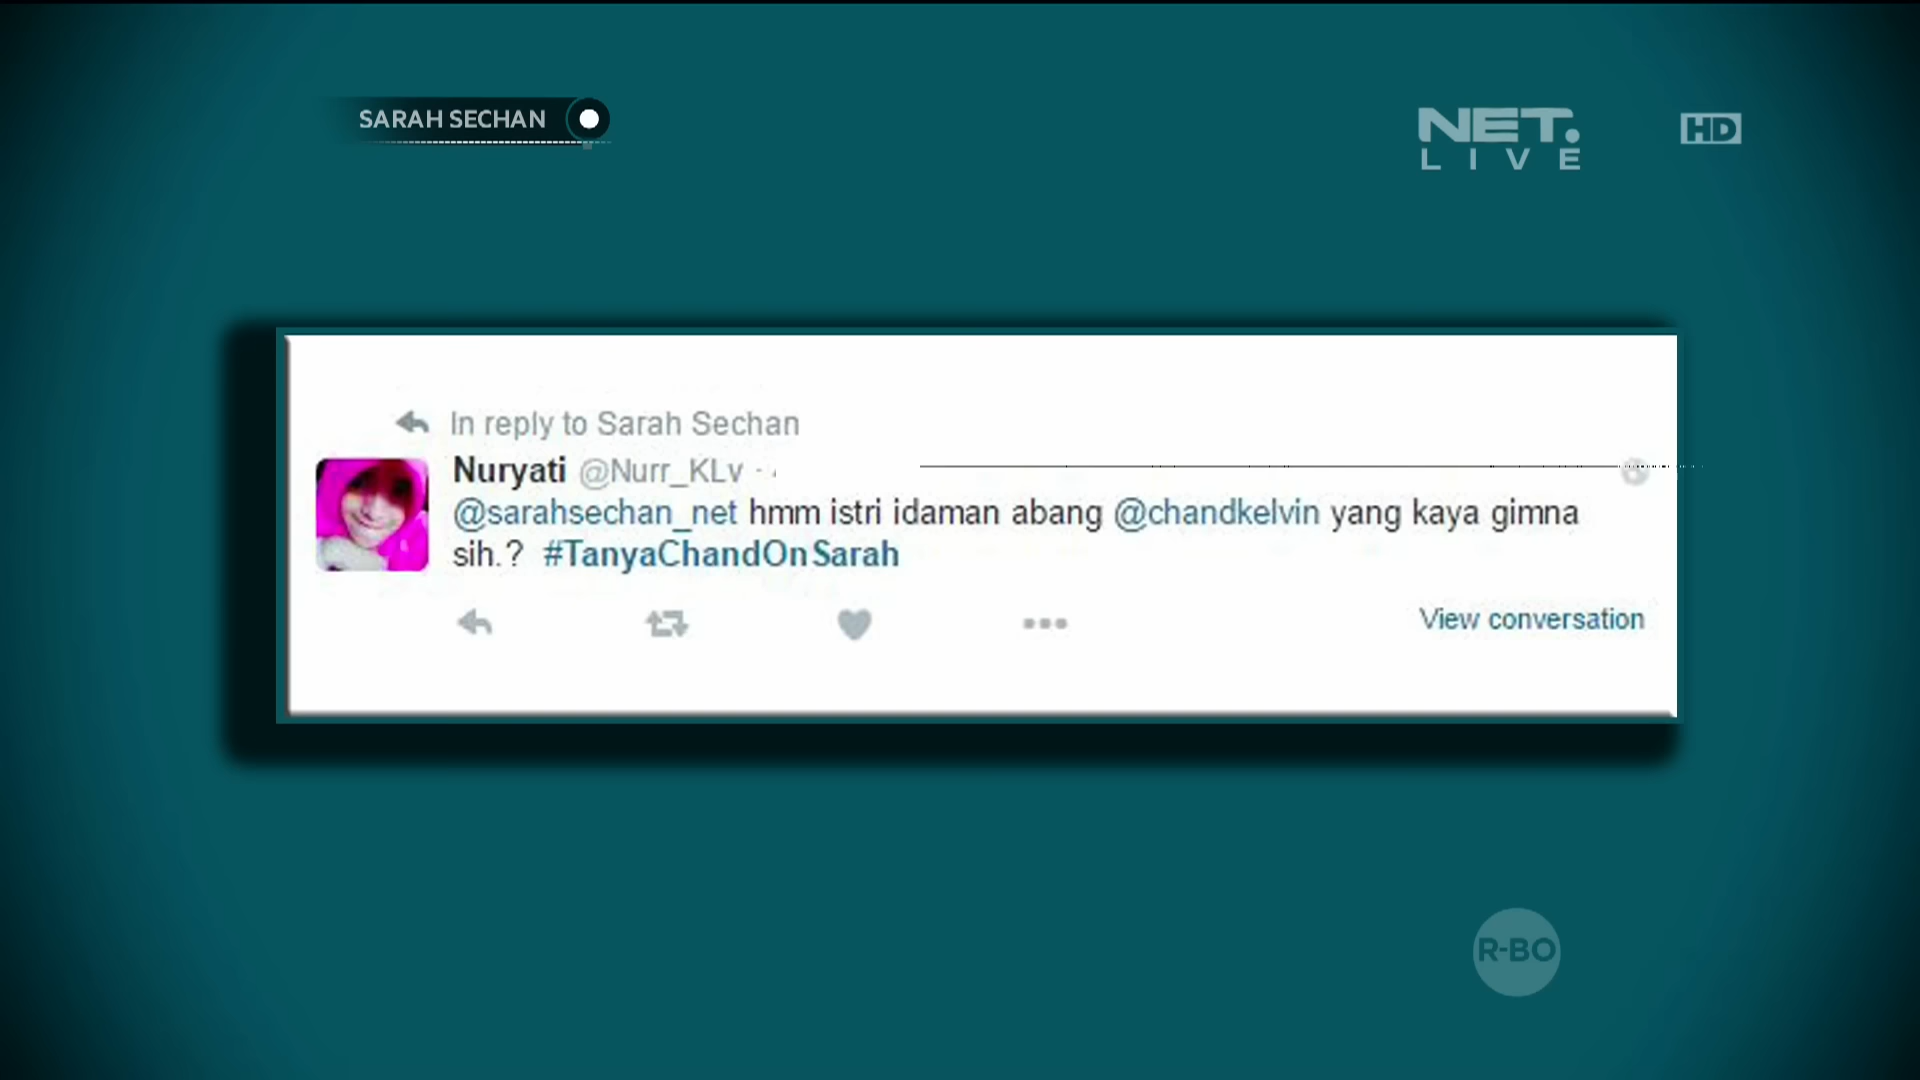 SARAH SECHAN
NET.
LIVE
HD
In reply to Sarah Sechan
Nuryati @Nurr_KLv ·
@sarahsechan_net hmm istri idaman abang @chandkelvin yang kaya gimna
sih.? #TanyaChandOnSarah
View conversation
R-BO